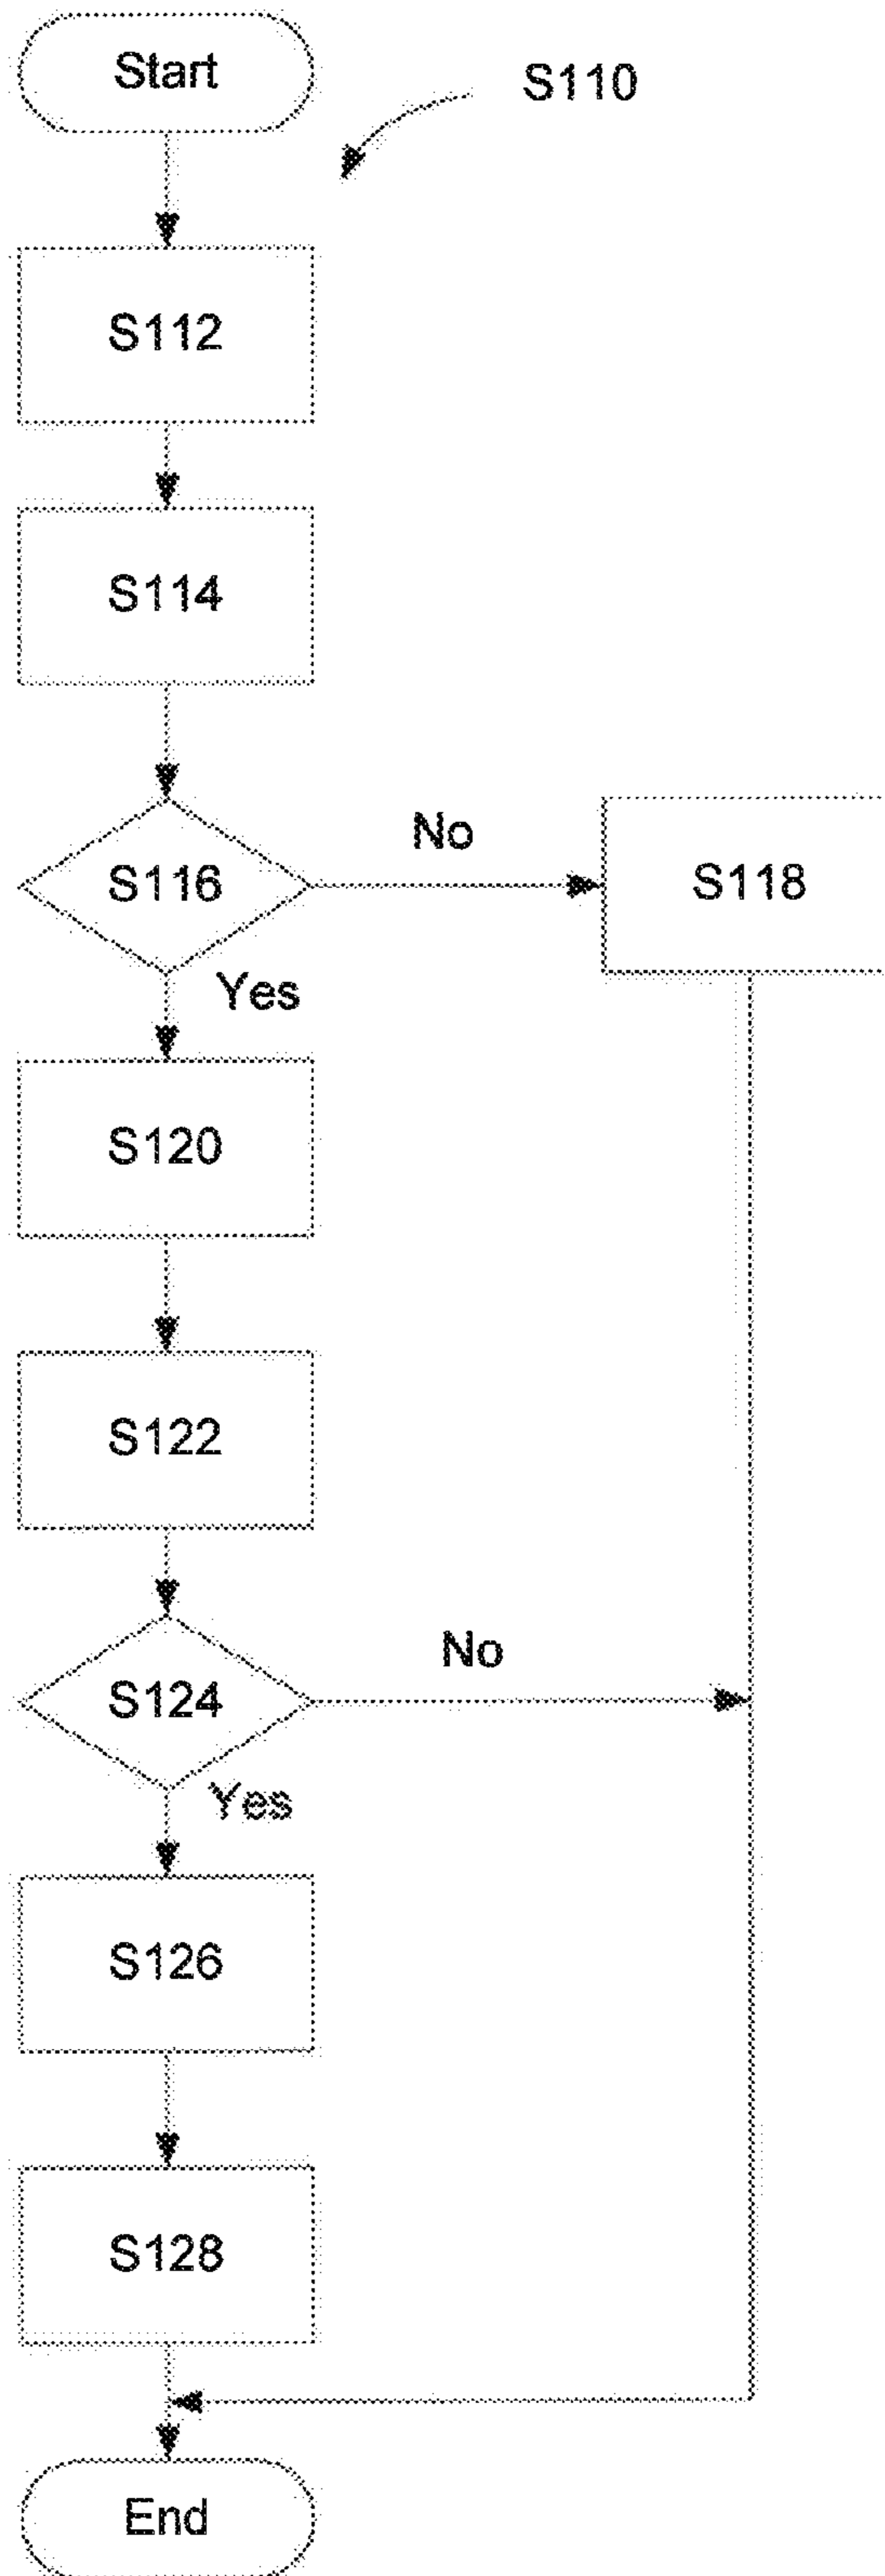 Start
S110
S112
S114
S116
No
S118
Yes
S120
S122
S124
No
Yes
S126
S128
End